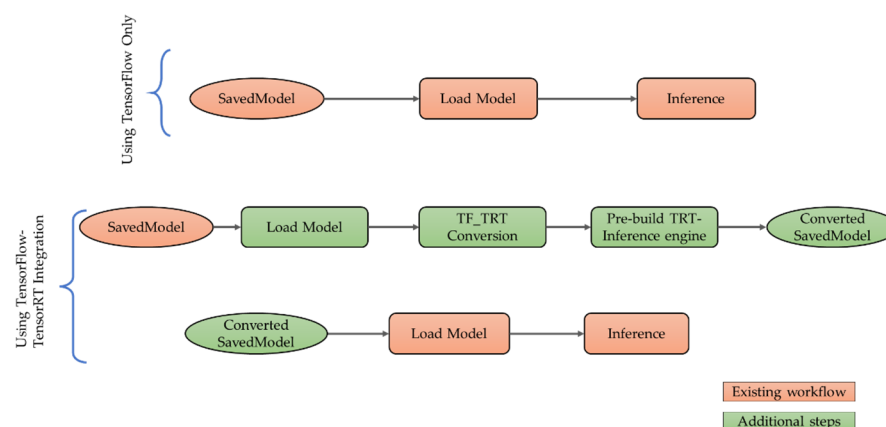 Using TensorFlow Only
SavedModel
Load Model
Inference
Using TensorFlow-
TensorRT Integration
SavedModel
Load Model
TF_TRT
Conversion
Pre-build TRT-
Inference engine
Converted
SavedModel
Converted
SavedModel
Load Model
Inference
Existing workflow
Additional steps